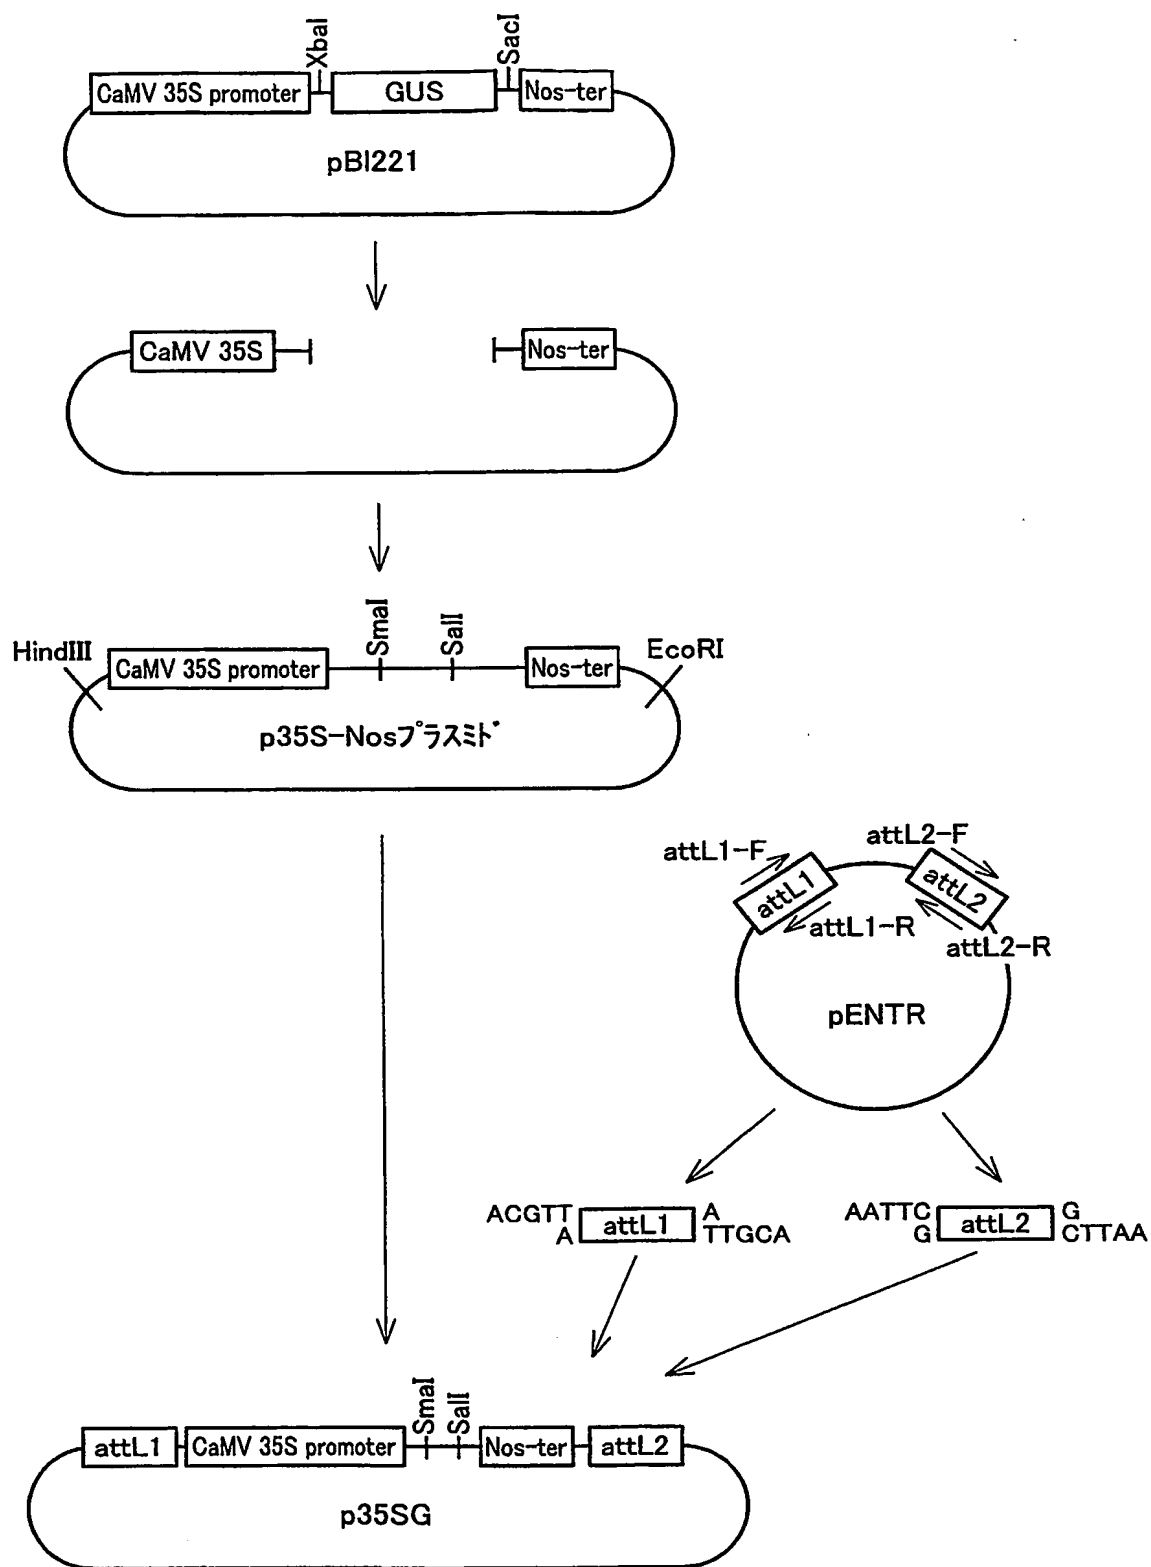 XbaI
SacI
CaMV 35S promoter
GUS
Nos-ter
pBI221
CaMV 35S
Nos-ter
SmaI
SalI
HindIII
EcoRI
CaMV 35S promoter
Nos-ter
p35S-Nosプラスミド
attL1-F
attL2-F
attL1
attL2
attL1-R
attL2-R
pENTR
ACGTT
A
attL1
A
TTGCA
AATTC
G
attL2
G
CTTAA
SmaI
SalI
attL1
CaMV 35S promoter
Nos-ter
attL2
p35SG